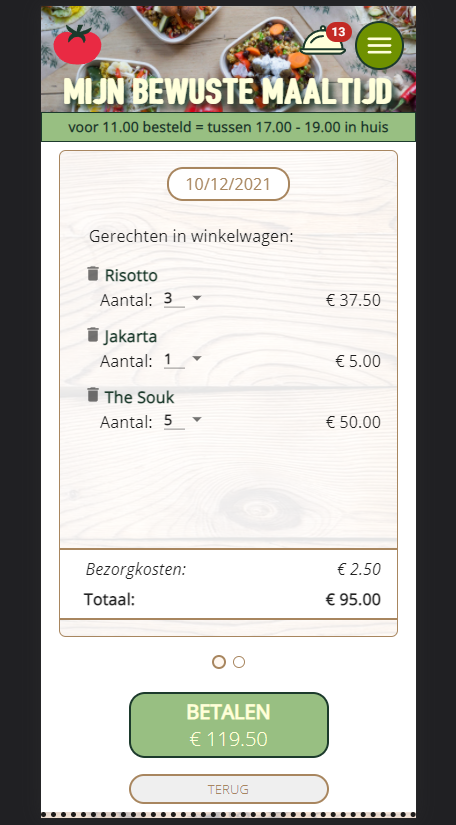 13
MIJN BEWUSTE MAALTIJD
voor 11.00 besteld = tussen 17.00 - 19.00 in huis
10/12/2021
Gerechten in winkelwagen:
Risotto
Aantal: 3 € 37.50
Jakarta
Aantal: 1 € 5.00
The Souk
Aantal: 5 € 50.00
Bezorgkosten: € 2.50
Totaal: € 95.00
BETALEN
€ 119.50
TERUG